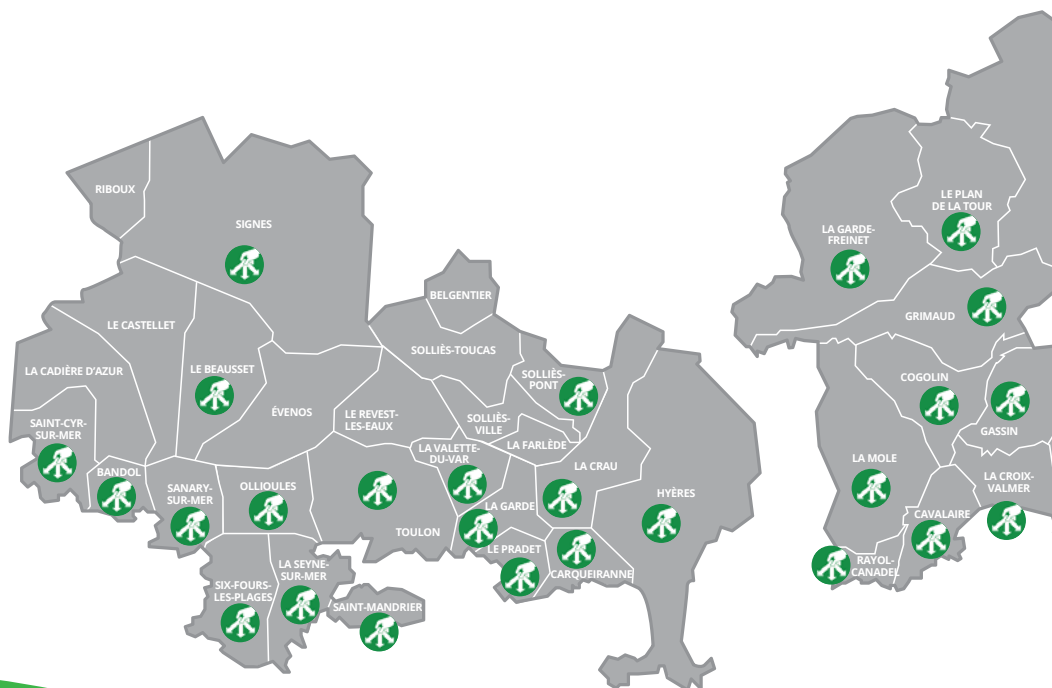 RIBOUX
SIGNES
LE CASTELLET
LA CADIÈRE D'AZUR
LE BEAUSSET
SAINT-CYR-
SUR-MER
BANDOL
SANARY-
SUR-MER
ÉVENOS
OLLIOULES
LE REVEST-
LES-EAUX
BELGENTIER
SOLLIÈS-TOUCAS
SOLLIÈS-
PONT
SOLLIÈS-
VILLE
LA FARLÈDE
LA VALETTE-
DU-VAR
LA CRAU
LA GARDE
TOULON
LE PRADET
CARQUEIRANNE
HYÈRES
SIX-FOURS-
LES-PLAGES
LA SEYNE-
SUR-MER
SAINT-MANDRIER
LE PLAN
DE LA TOUR
LA GARDE-
FREINET
GRIMAUD
COGOLIN
GASSIN
LA MOLE
LA CROIX-
VALMER
CAVALAIRE
RAYOL-
CANADEL